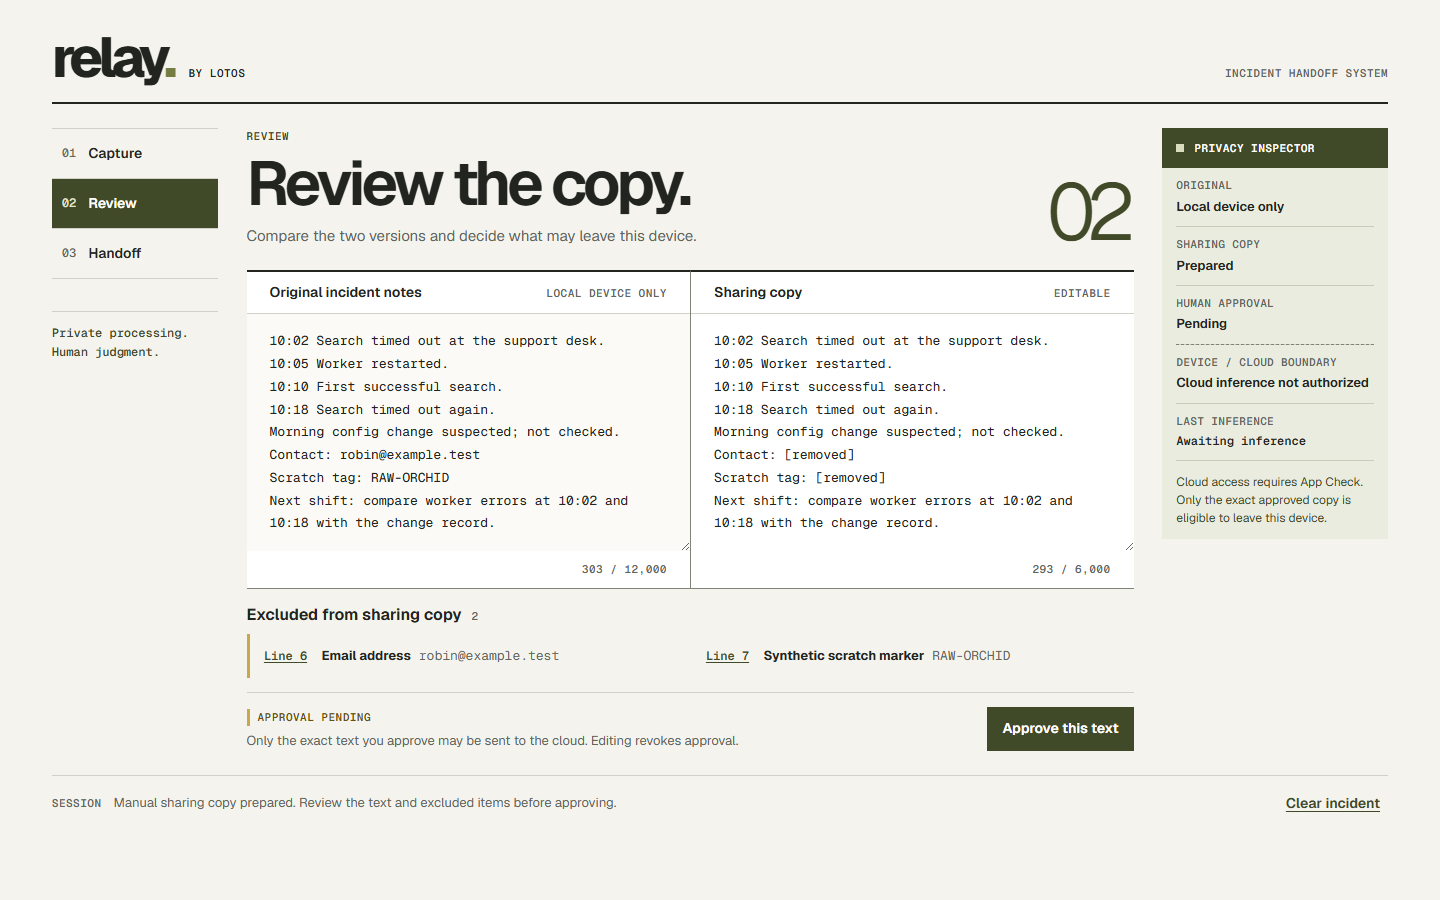 relay. BY LOTOS
INCIDENT HANDOFF SYSTEM
01 Capture
02 Review
03 Handoff
Private processing.
Human judgment.
REVIEW
Review the copy.
Compare the two versions and decide what may leave this device.
02
Original incident notes
LOCAL DEVICE ONLY
10:02 Search timed out at the support desk.
10:05 Worker restarted.
10:10 First successful search.
10:18 Search timed out again.
Morning config change suspected; not checked.
Contact: robin@example.test
Scratch tag: RAW-ORCHID
Next shift: compare worker errors at 10:02 and
10:18 with the change record.
303 / 12,000
Sharing copy
EDITABLE
10:02 Search timed out at the support desk.
10:05 Worker restarted.
10:10 First successful search.
10:18 Search timed out again.
Morning config change suspected; not checked.
Contact: [removed]
Scratch tag: [removed]
Next shift: compare worker errors at 10:02 and
10:18 with the change record.
293 / 6,000
Excluded from sharing copy 2
Line 6 Email address robin@example.test
Line 7 Synthetic scratch marker RAW-ORCHID
APPROVAL PENDING
Only the exact text you approve may be sent to the cloud. Editing revokes approval.
Approve this text
PRIVACY INSPECTOR
ORIGINAL
Local device only
SHARING COPY
Prepared
HUMAN APPROVAL
Pending
DEVICE / CLOUD BOUNDARY
Cloud inference not authorized
LAST INFERENCE
Awaiting inference
Cloud access requires App Check.
Only the exact approved copy is
eligible to leave this device.
SESSION Manual sharing copy prepared. Review the text and excluded items before approving.
Clear incident